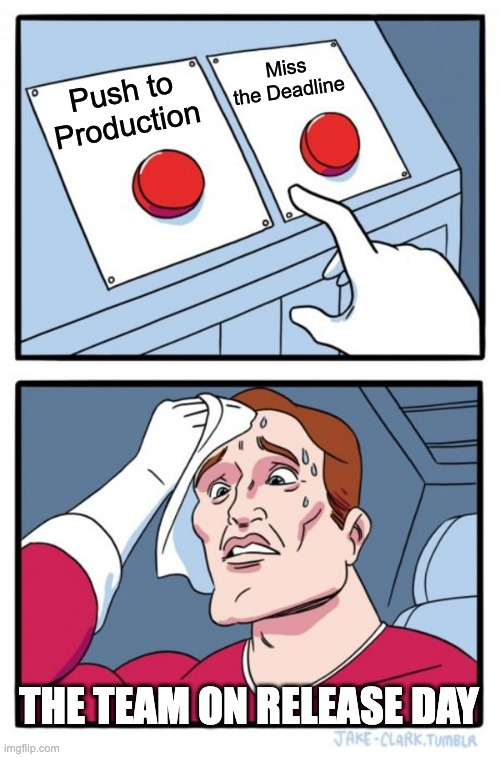 Push to
Production
Miss
the Deadline
THE TEAM ON RELEASE DAY
JAKE-CLARK.TUMBLR
imgflip.com